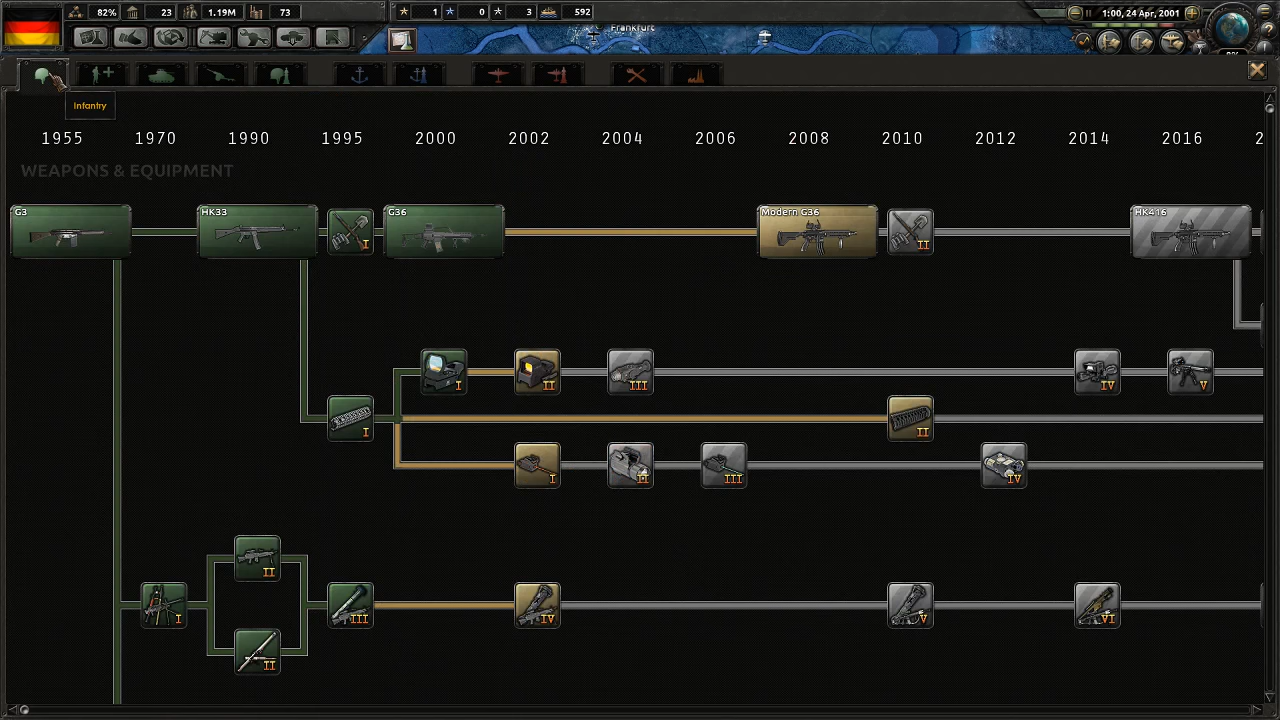 82% 23 1.19M 73 1 0 3 592 1:00, 24 Apr, 2001
Frankfurt
Infantry
1955 1970 1990 1995 2000 2002 2004 2006 2008 2010 2012 2014 2016 2
WEAPONS & EQUIPMENT
G3 HK33 G36 Modern G36 HK416
I II
I II III IV V
I II
I II III IV
II
I III IV V VI
II